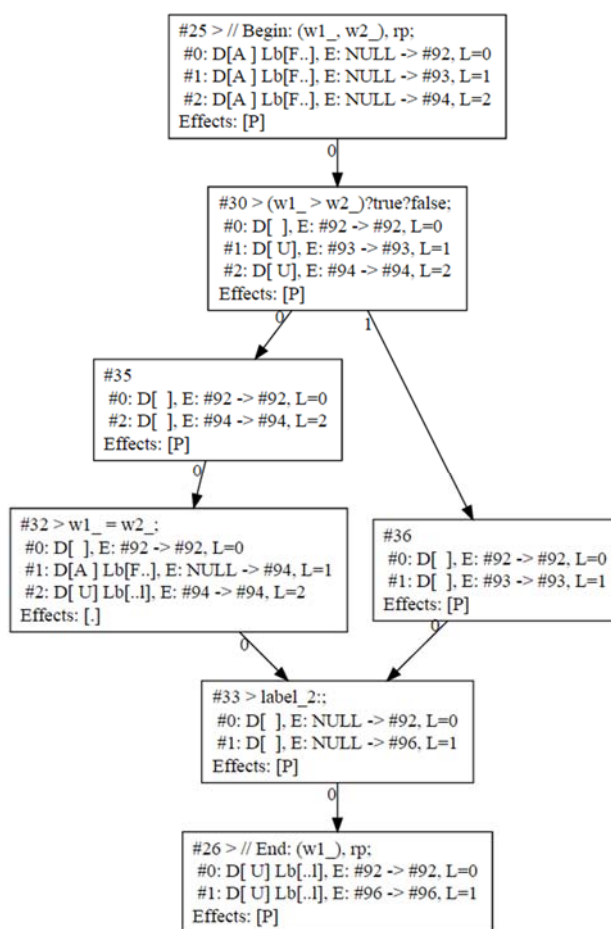 #25 > // Begin: (w1_, w2_), rp;
#0: D[A ] Lb[F..], E: NULL -> #92, L=0
#1: D[A ] Lb[F..], E: NULL -> #93, L=1
#2: D[A ] Lb[F..], E: NULL -> #94, L=2
Effects: [P]
0
#30 > (w1_ > w2_)?true?false;
#0: D[ ], E: #92 -> #92, L=0
#1: D[ U], E: #93 -> #93, L=1
#2: D[ U], E: #94 -> #94, L=2
Effects: [P]
0
1
#35
#0: D[ ], E: #92 -> #92, L=0
#2: D[ ], E: #94 -> #94, L=2
Effects: [P]
0
#32 > w1_ = w2_;
#0: D[ ], E: #92 -> #92, L=0
#1: D[A ] Lb[F..], E: NULL -> #94, L=1
#2: D[ U] Lb[..l], E: #94 -> #94, L=2
Effects: [.]
0
#36
#0: D[ ], E: #92 -> #92, L=0
#1: D[ ], E: #93 -> #93, L=1
Effects: [P]
0
#33 > label_2:;
#0: D[ ], E: NULL -> #92, L=0
#1: D[ ], E: NULL -> #96, L=1
Effects: [P]
0
#26 > // End: (w1_), rp;
#0: D[ U] Lb[..l], E: #92 -> #92, L=0
#1: D[ U] Lb[..l], E: #96 -> #96, L=1
Effects: [P]